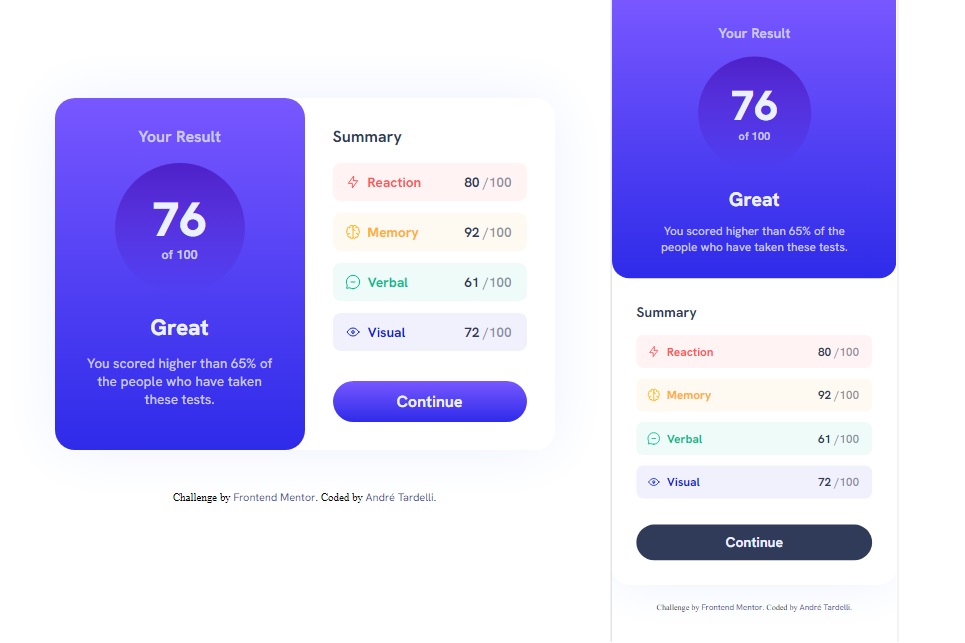 Your Result
76
of 100
Great
You scored higher than 65% of
the people who have taken
these tests.
Summary
Reaction 80 /100
Memory 92 /100
Verbal 61 /100
Visual 72 /100
Continue
Challenge by Frontend Mentor. Coded by André Tardelli.
Your Result
76
of 100
Great
You scored higher than 65% of the
people who have taken these tests.
Summary
Reaction 80 /100
Memory 92 /100
Verbal 61 /100
Visual 72 /100
Continue
Challenge by Frontend Mentor. Coded by André Tardelli.